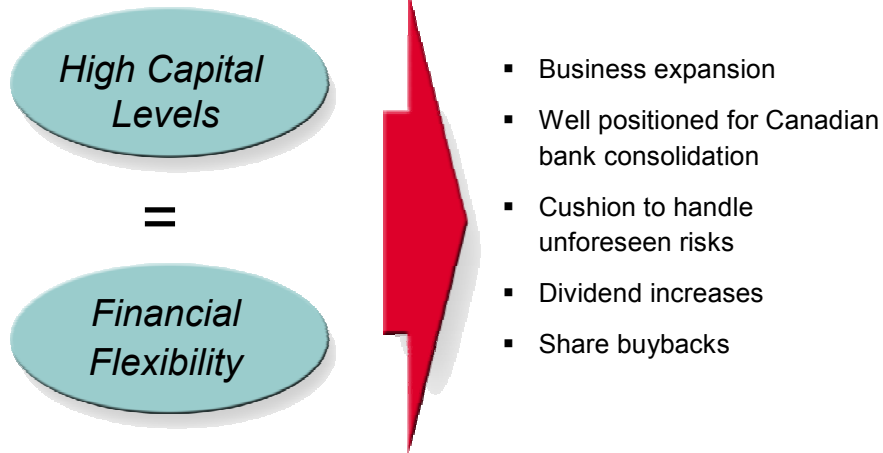 High Capital
Levels
=
Financial
Flexibility
▪ Business expansion
▪ Well positioned for Canadian
bank consolidation
▪ Cushion to handle
unforeseen risks
▪ Dividend increases
▪ Share buybacks